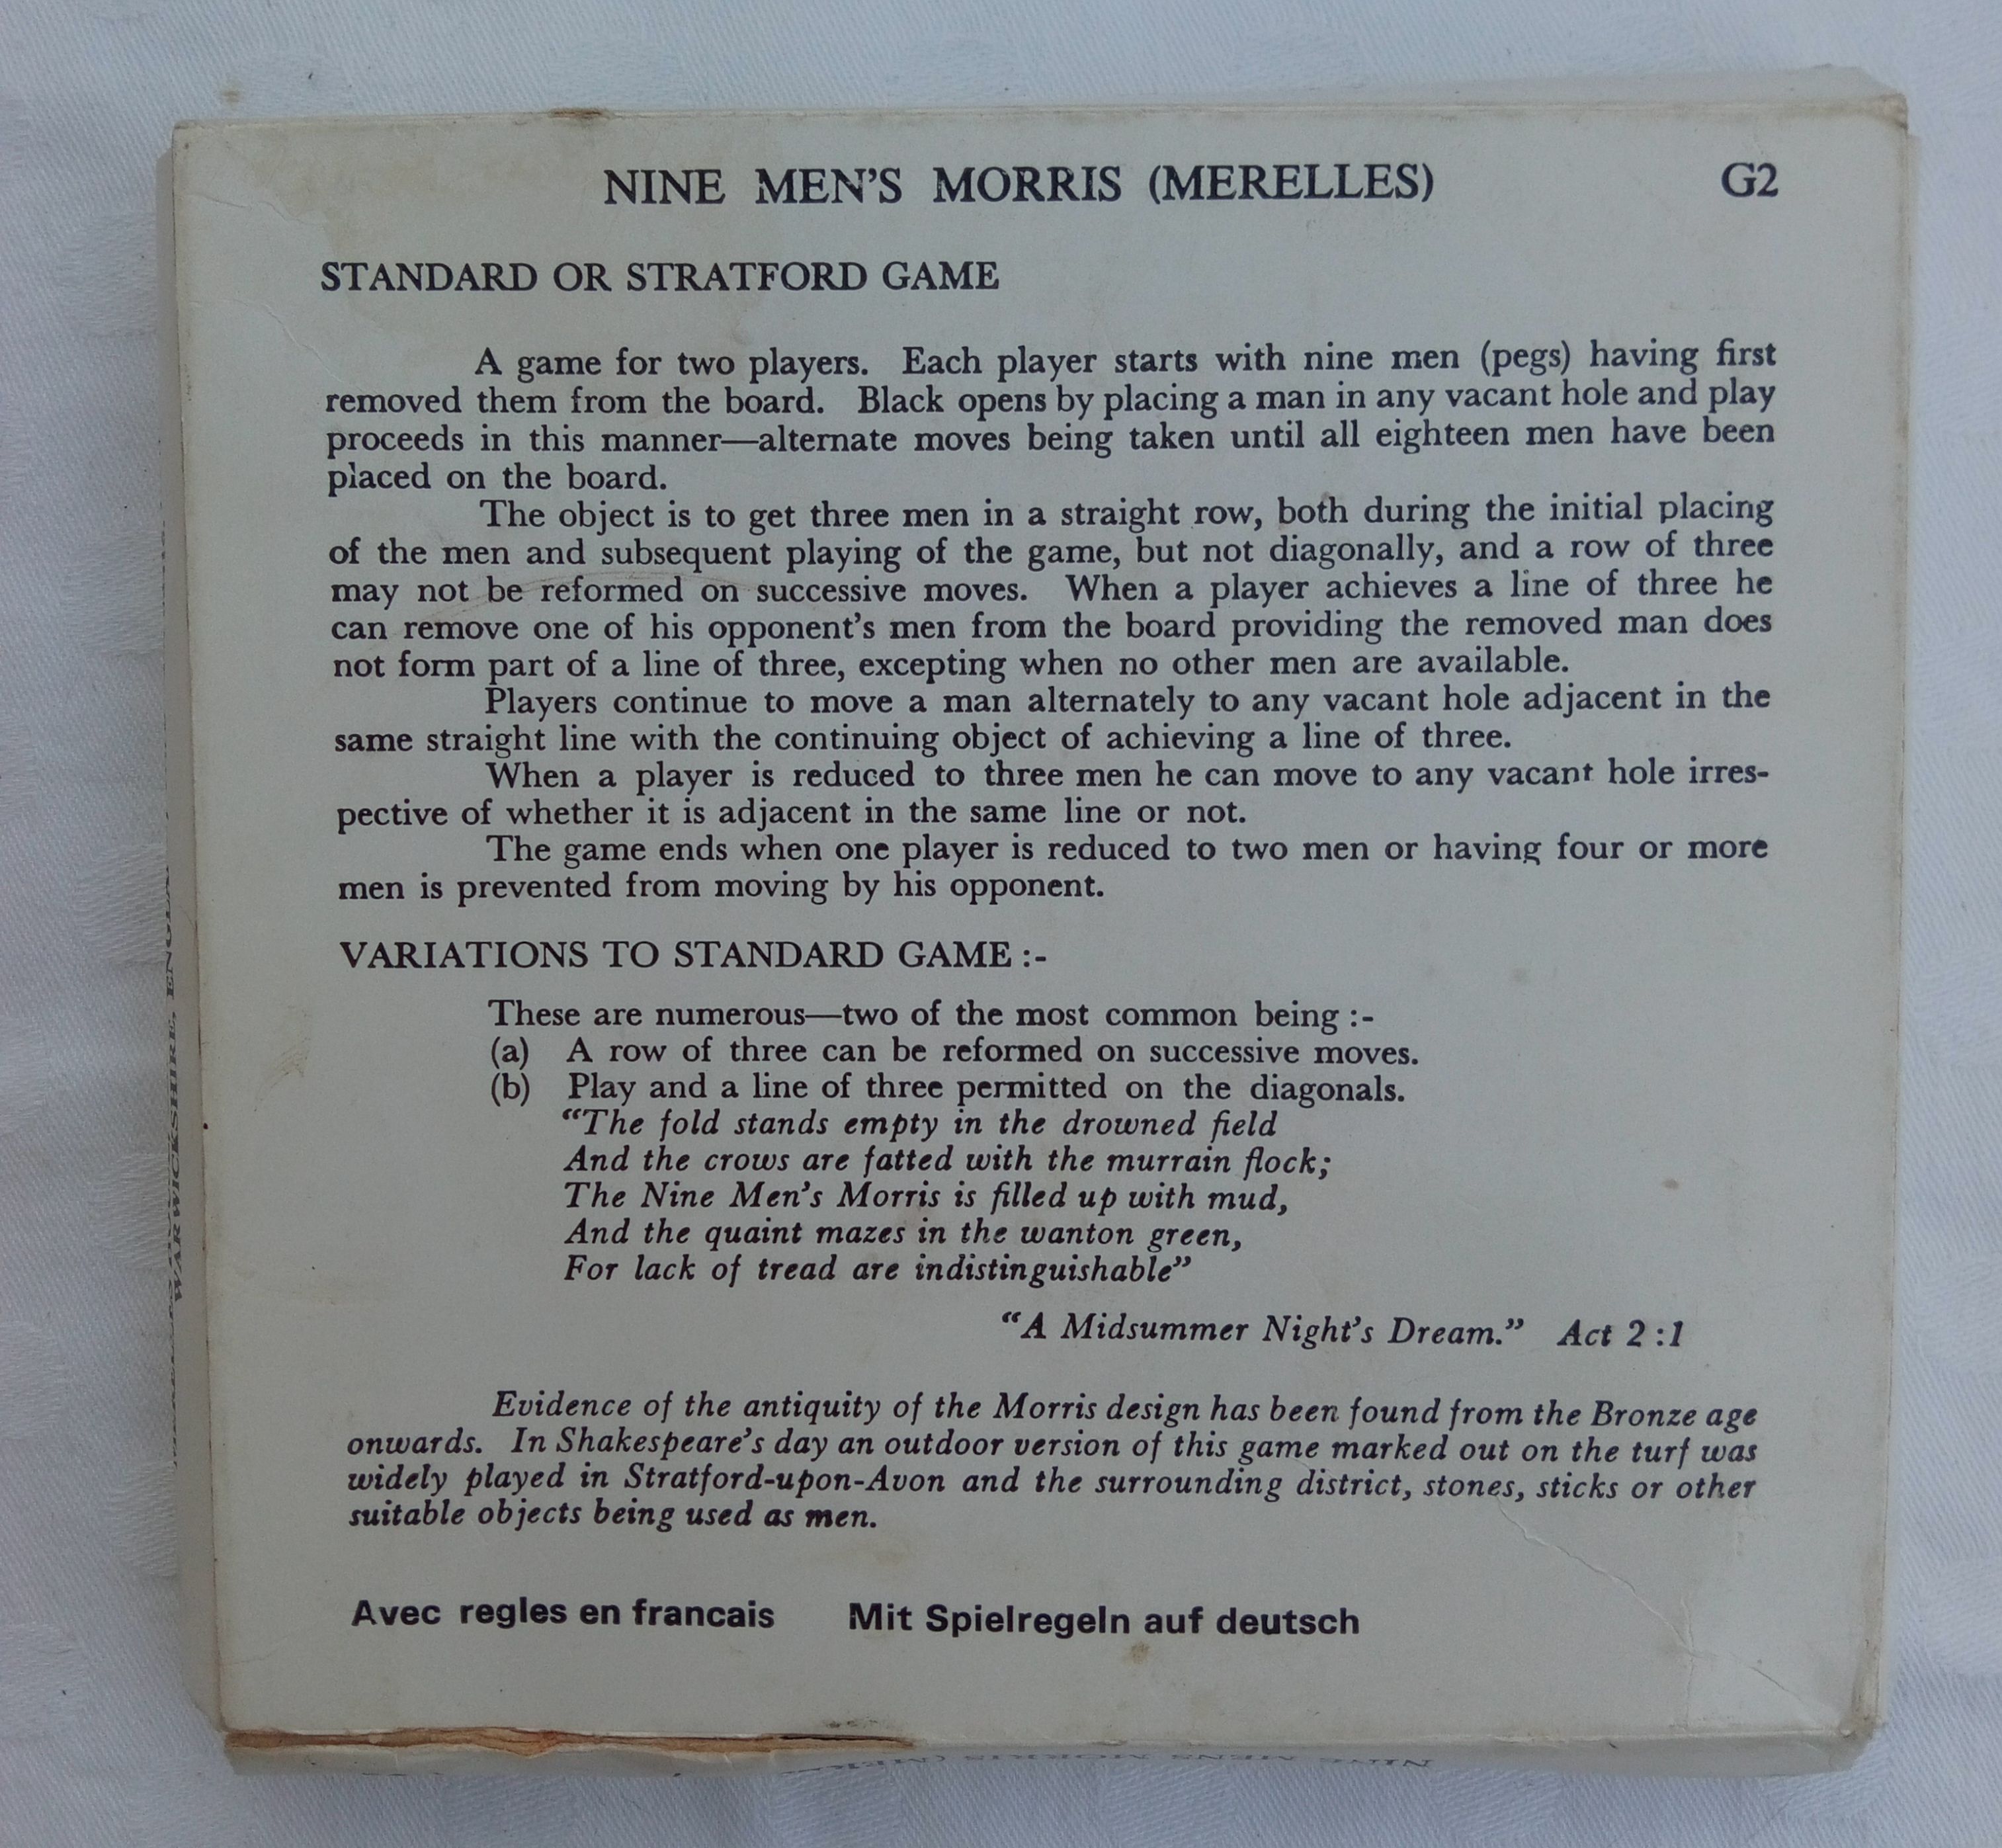 NINE MEN'S MORRIS (MERELLES) G2
STANDARD OR STRATFORD GAME
A game for two players. Each player starts with nine men (pegs) having first
removed them from the board. Black opens by placing a man in any vacant hole and play
proceeds in this manner—alternate moves being taken until all eighteen men have been
placed on the board.
The object is to get three men in a straight row, both during the initial placing
of the men and subsequent playing of the game, but not diagonally, and a row of three
may not be reformed on successive moves. When a player achieves a line of three he
can remove one of his opponent's men from the board providing the removed man does
not form part of a line of three, excepting when no other men are available.
Players continue to move a man alternately to any vacant hole adjacent in the
same straight line with the continuing object of achieving a line of three.
When a player is reduced to three men he can move to any vacant hole irres-
pective of whether it is adjacent in the same line or not.
The game ends when one player is reduced to two men or having four or more
men is prevented from moving by his opponent.
VARIATIONS TO STANDARD GAME :-
These are numerous—two of the most common being :-
(a) A row of three can be reformed on successive moves.
(b) Play and a line of three permitted on the diagonals.
"The fold stands empty in the drowned field
And the crows are fatted with the murrain flock;
The Nine Men's Morris is filled up with mud,
And the quaint mazes in the wanton green,
For lack of tread are indistinguishable"
"A Midsummer Night's Dream." Act 2 :1
Evidence of the antiquity of the Morris design has been found from the Bronze age
onwards. In Shakespeare's day an outdoor version of this game marked out on the turf was
widely played in Stratford-upon-Avon and the surrounding district, stones, sticks or other
suitable objects being used as men.
Avec regles en francais Mit Spielregeln auf deutsch
WARWICKSHIRE, ENGLAND
NINE MENS MORRIS